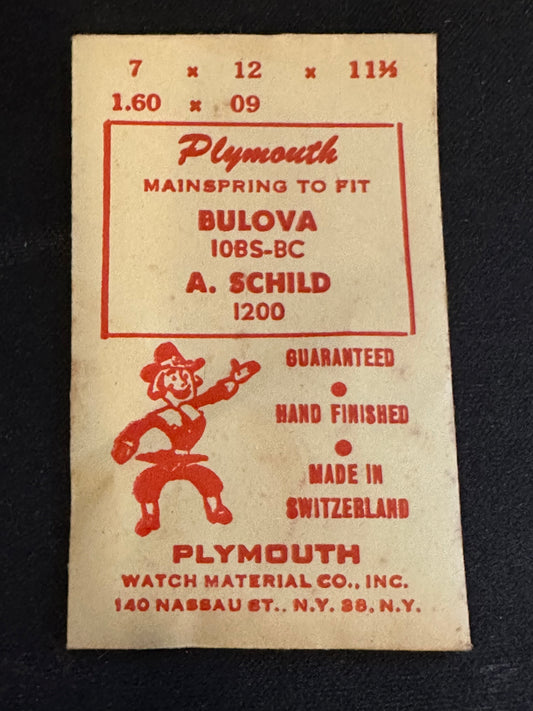 7 x 12 x 11½
1.60 x 09
Plymouth
MAINSPRING TO FIT
BULOVA
10BS-BC
A. SCHILD
1200
GUARANTEED
HAND FINISHED
MADE IN
SWITZERLAND
PLYMOUTH
WATCH MATERIAL CO., INC.
140 NASSAU ST., N.Y. 38, N.Y.